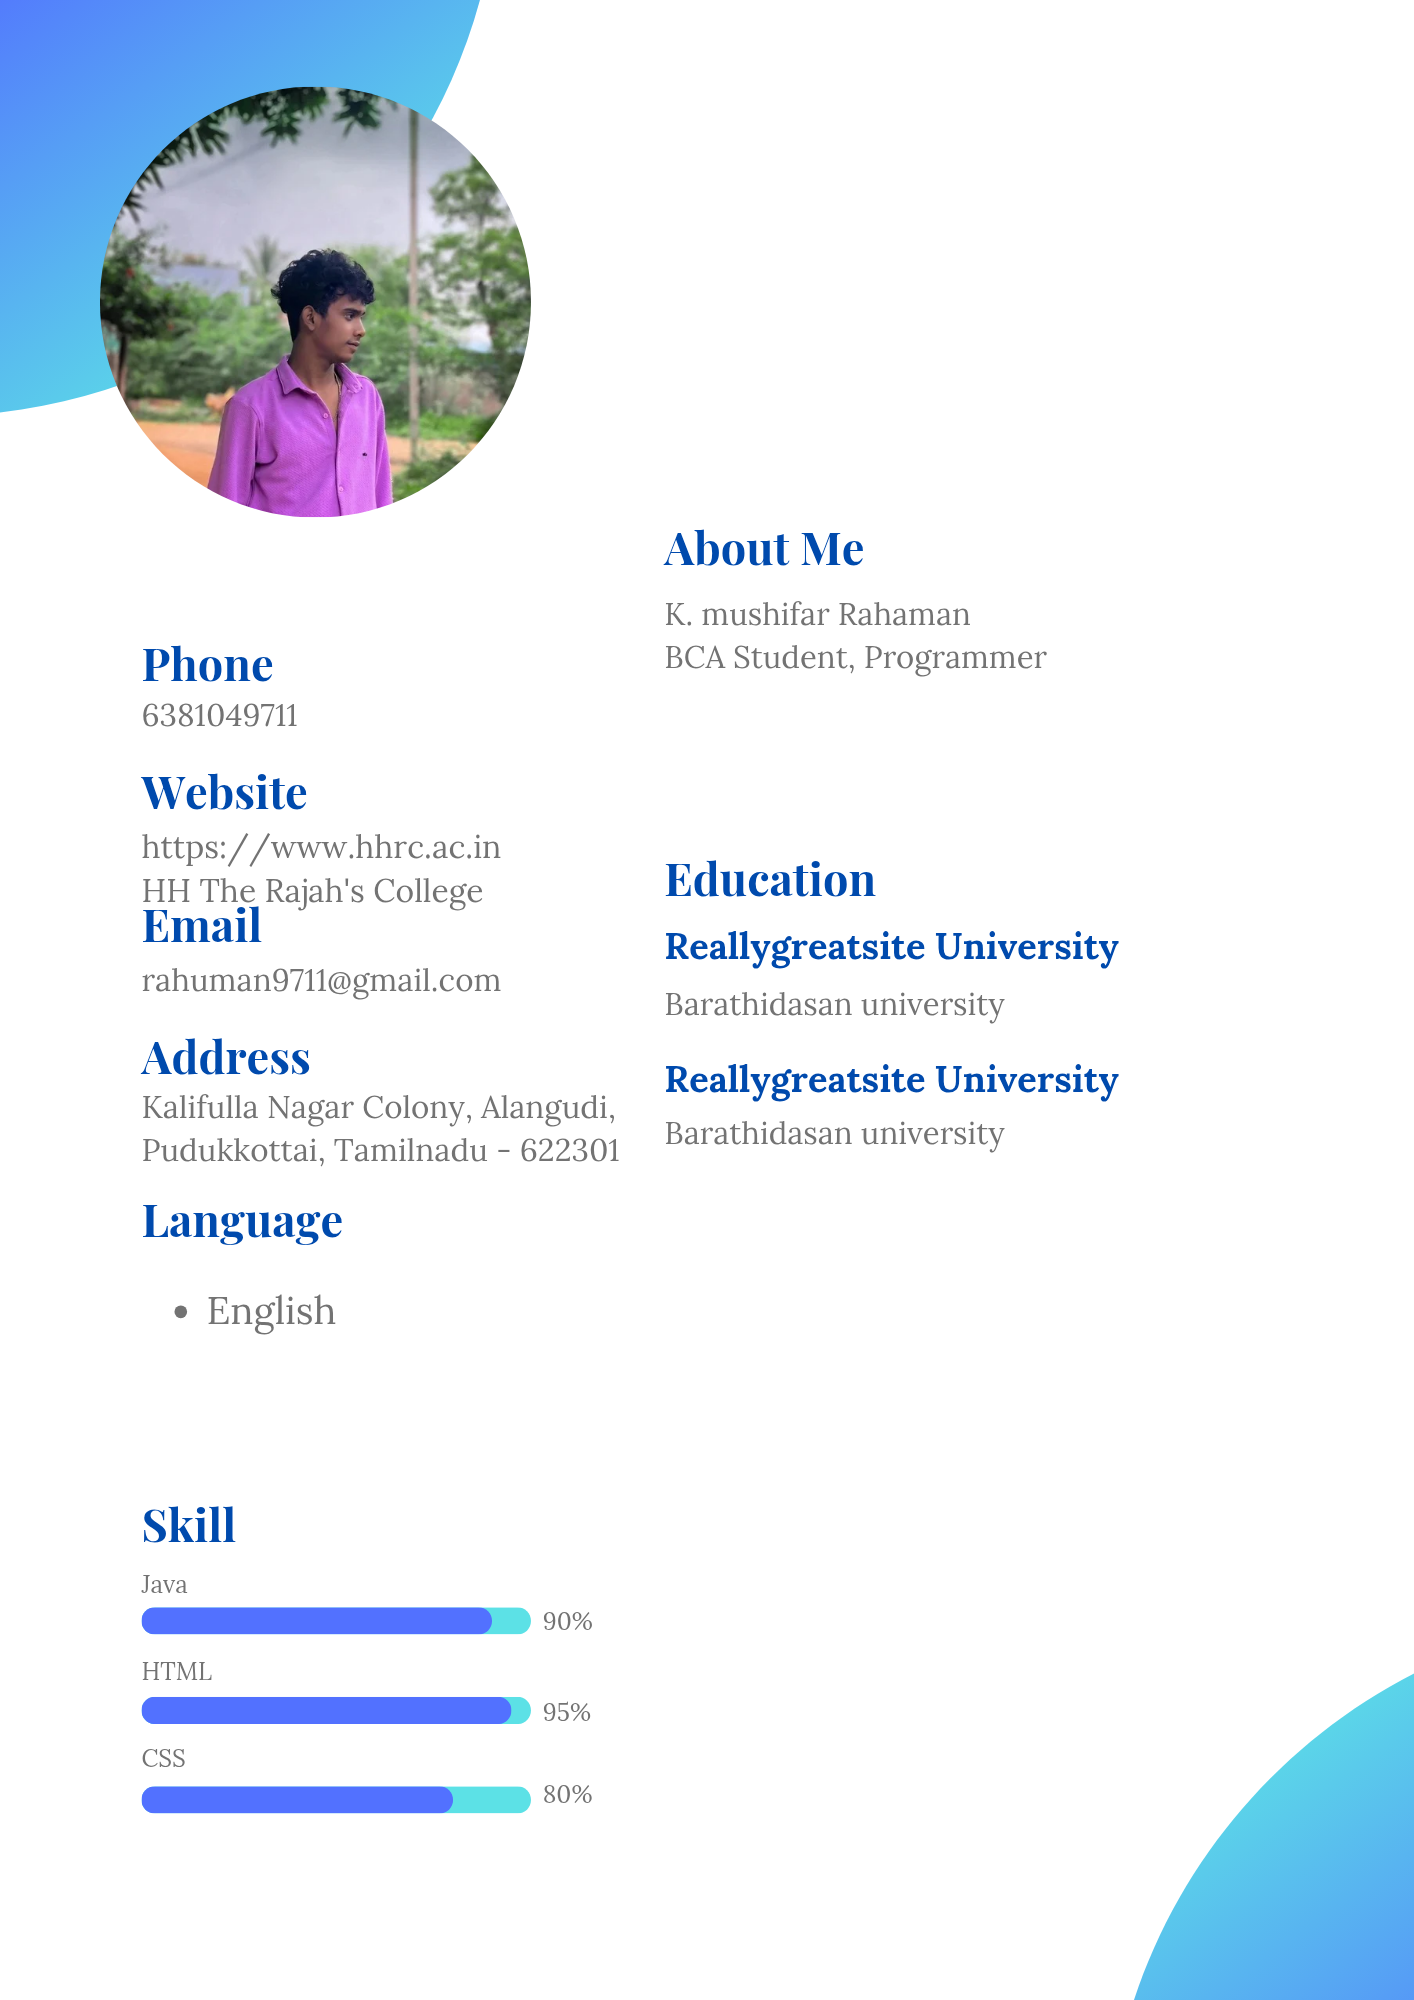 Phone
6381049711
Website
https://www.hhrc.ac.in
HH The Rajah's College
Email
rahuman9711@gmail.com
Address
Kalifulla Nagar Colony, Alangudi,
Pudukkottai, Tamilnadu - 622301
Language
• English
Skill
Java
90%
HTML
95%
CSS
80%
About Me
K. mushifar Rahaman
BCA Student, Programmer
Education
Reallygreatsite University
Barathidasan university
Reallygreatsite University
Barathidasan university